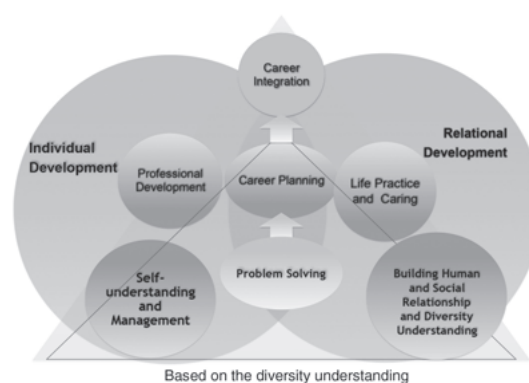 Career
Integration
Individual
Development
Relational
Development
Professional
Development
Career Planning
Life Practice
and Caring
Self-
understanding
and
Management
Problem Solving
Building Human
and Social
Relationship
and Diversity
Understanding
Based on the diversity understanding